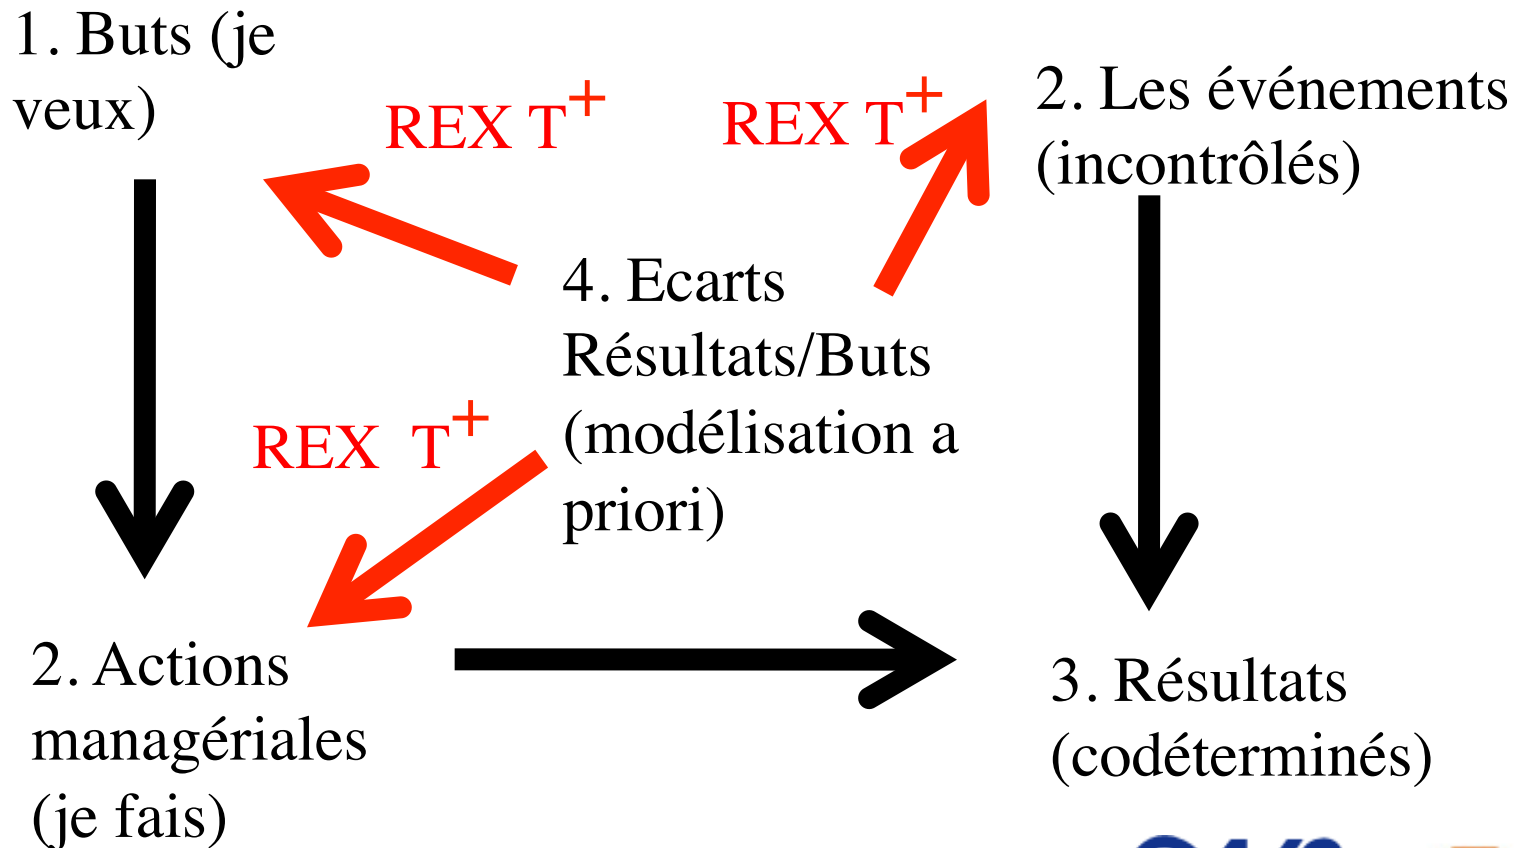 1. Buts (je
veux)
REX T+
REX T+
2. Les événements
(incontrôlés)
4. Ecarts
Résultats/Buts
(modélisation a
priori)
REX T+
2. Actions
managériales
(je fais)
3. Résultats
(codéterminés)